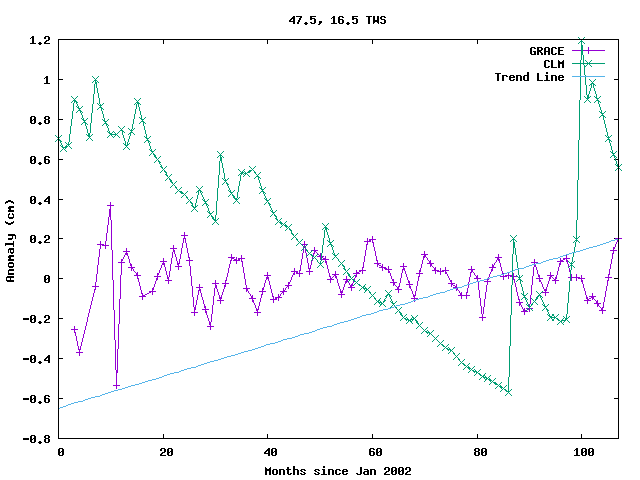 47.5, 16.5 TWS
GRACE
CLM
Trend Line
1.2
1
0.8
0.6
0.4
0.2
0
-0.2
-0.4
-0.6
-0.8
Anomaly (cm)
0 20 40 60 80 100
Months since Jan 2002